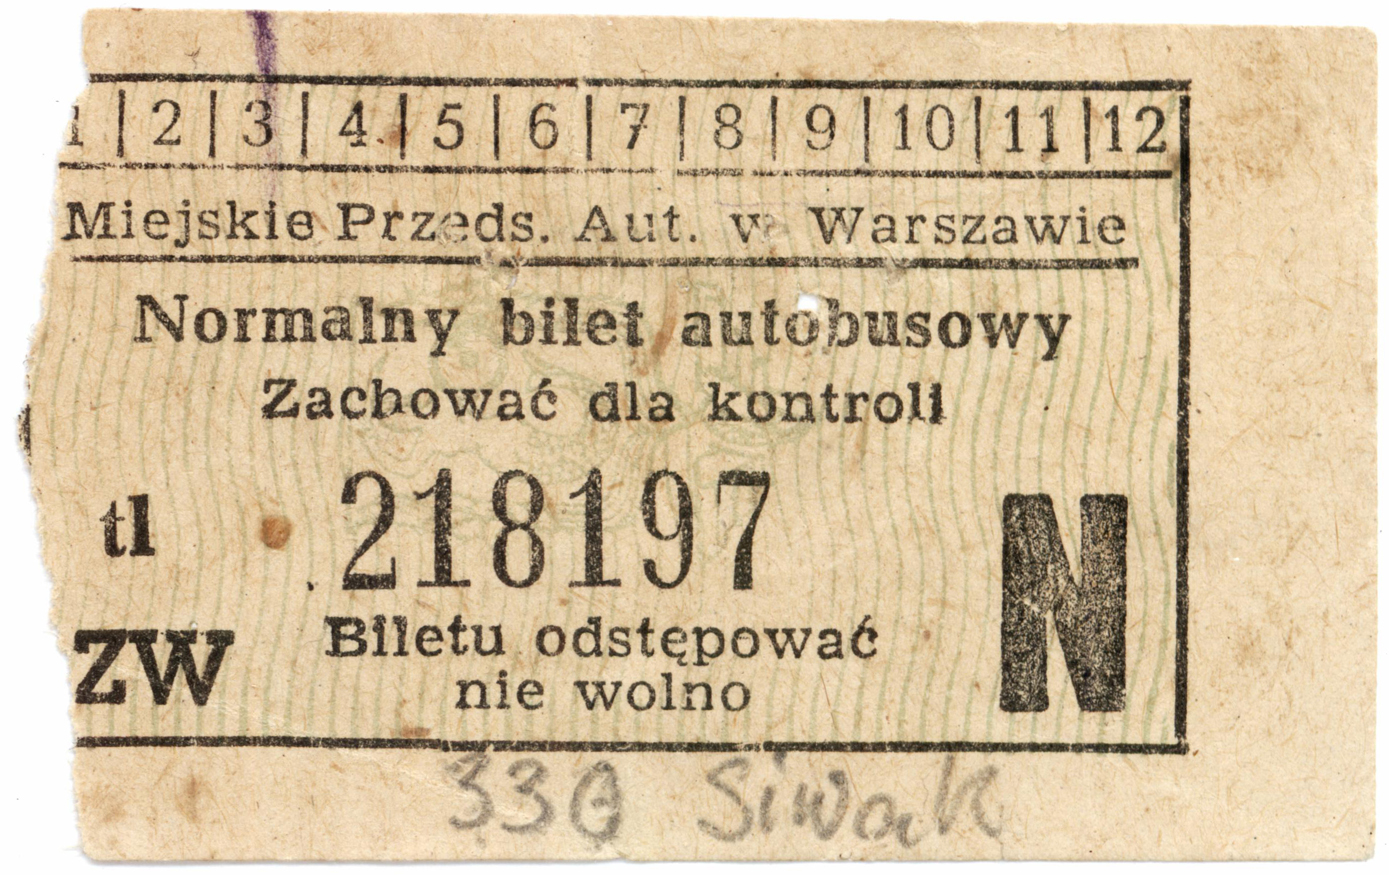 1 | 2 | 3 | 4 | 5 | 6 | 7 | 8 | 9 | 10 | 11 | 12
Miejskie Przeds. Aut. w Warszawie
Normalny bilet autobusowy
Zachować dla kontroli
tl 218197 N
ZW Biletu odstępować
nie wolno
330 Siwak